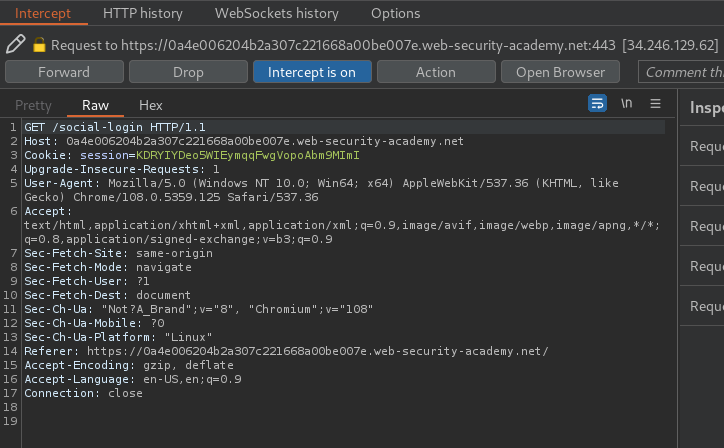 Intercept HTTP history WebSockets history Options
Request to https://0a4e006204b2a307c221668a00be007e.web-security-academy.net:443 [34.246.129.62]
Forward Drop Intercept is on Action Open Browser Comment thi
Pretty Raw Hex \n Inspe
1 GET /social-login HTTP/1.1
2 Host: 0a4e006204b2a307c221668a00be007e.web-security-academy.net
3 Cookie: session=KDRYIYDeo5WIEymqqFwgVopoAbm9MImI
4 Upgrade-Insecure-Requests: 1
5 User-Agent: Mozilla/5.0 (Windows NT 10.0; Win64; x64) AppleWebKit/537.36 (KHTML, like
Gecko) Chrome/108.0.5359.125 Safari/537.36
6 Accept:
text/html,application/xhtml+xml,application/xml;q=0.9,image/avif,image/webp,image/apng,*/*;
q=0.8,application/signed-exchange;v=b3;q=0.9
7 Sec-Fetch-Site: same-origin
8 Sec-Fetch-Mode: navigate
9 Sec-Fetch-User: ?1
10 Sec-Fetch-Dest: document
11 Sec-Ch-Ua: "Not?A_Brand";v="8", "Chromium";v="108"
12 Sec-Ch-Ua-Mobile: ?0
13 Sec-Ch-Ua-Platform: "Linux"
14 Referer: https://0a4e006204b2a307c221668a00be007e.web-security-academy.net/
15 Accept-Encoding: gzip, deflate
16 Accept-Language: en-US,en;q=0.9
17 Connection: close
18
19
Reque
Reque
Reque
Reque
Reque